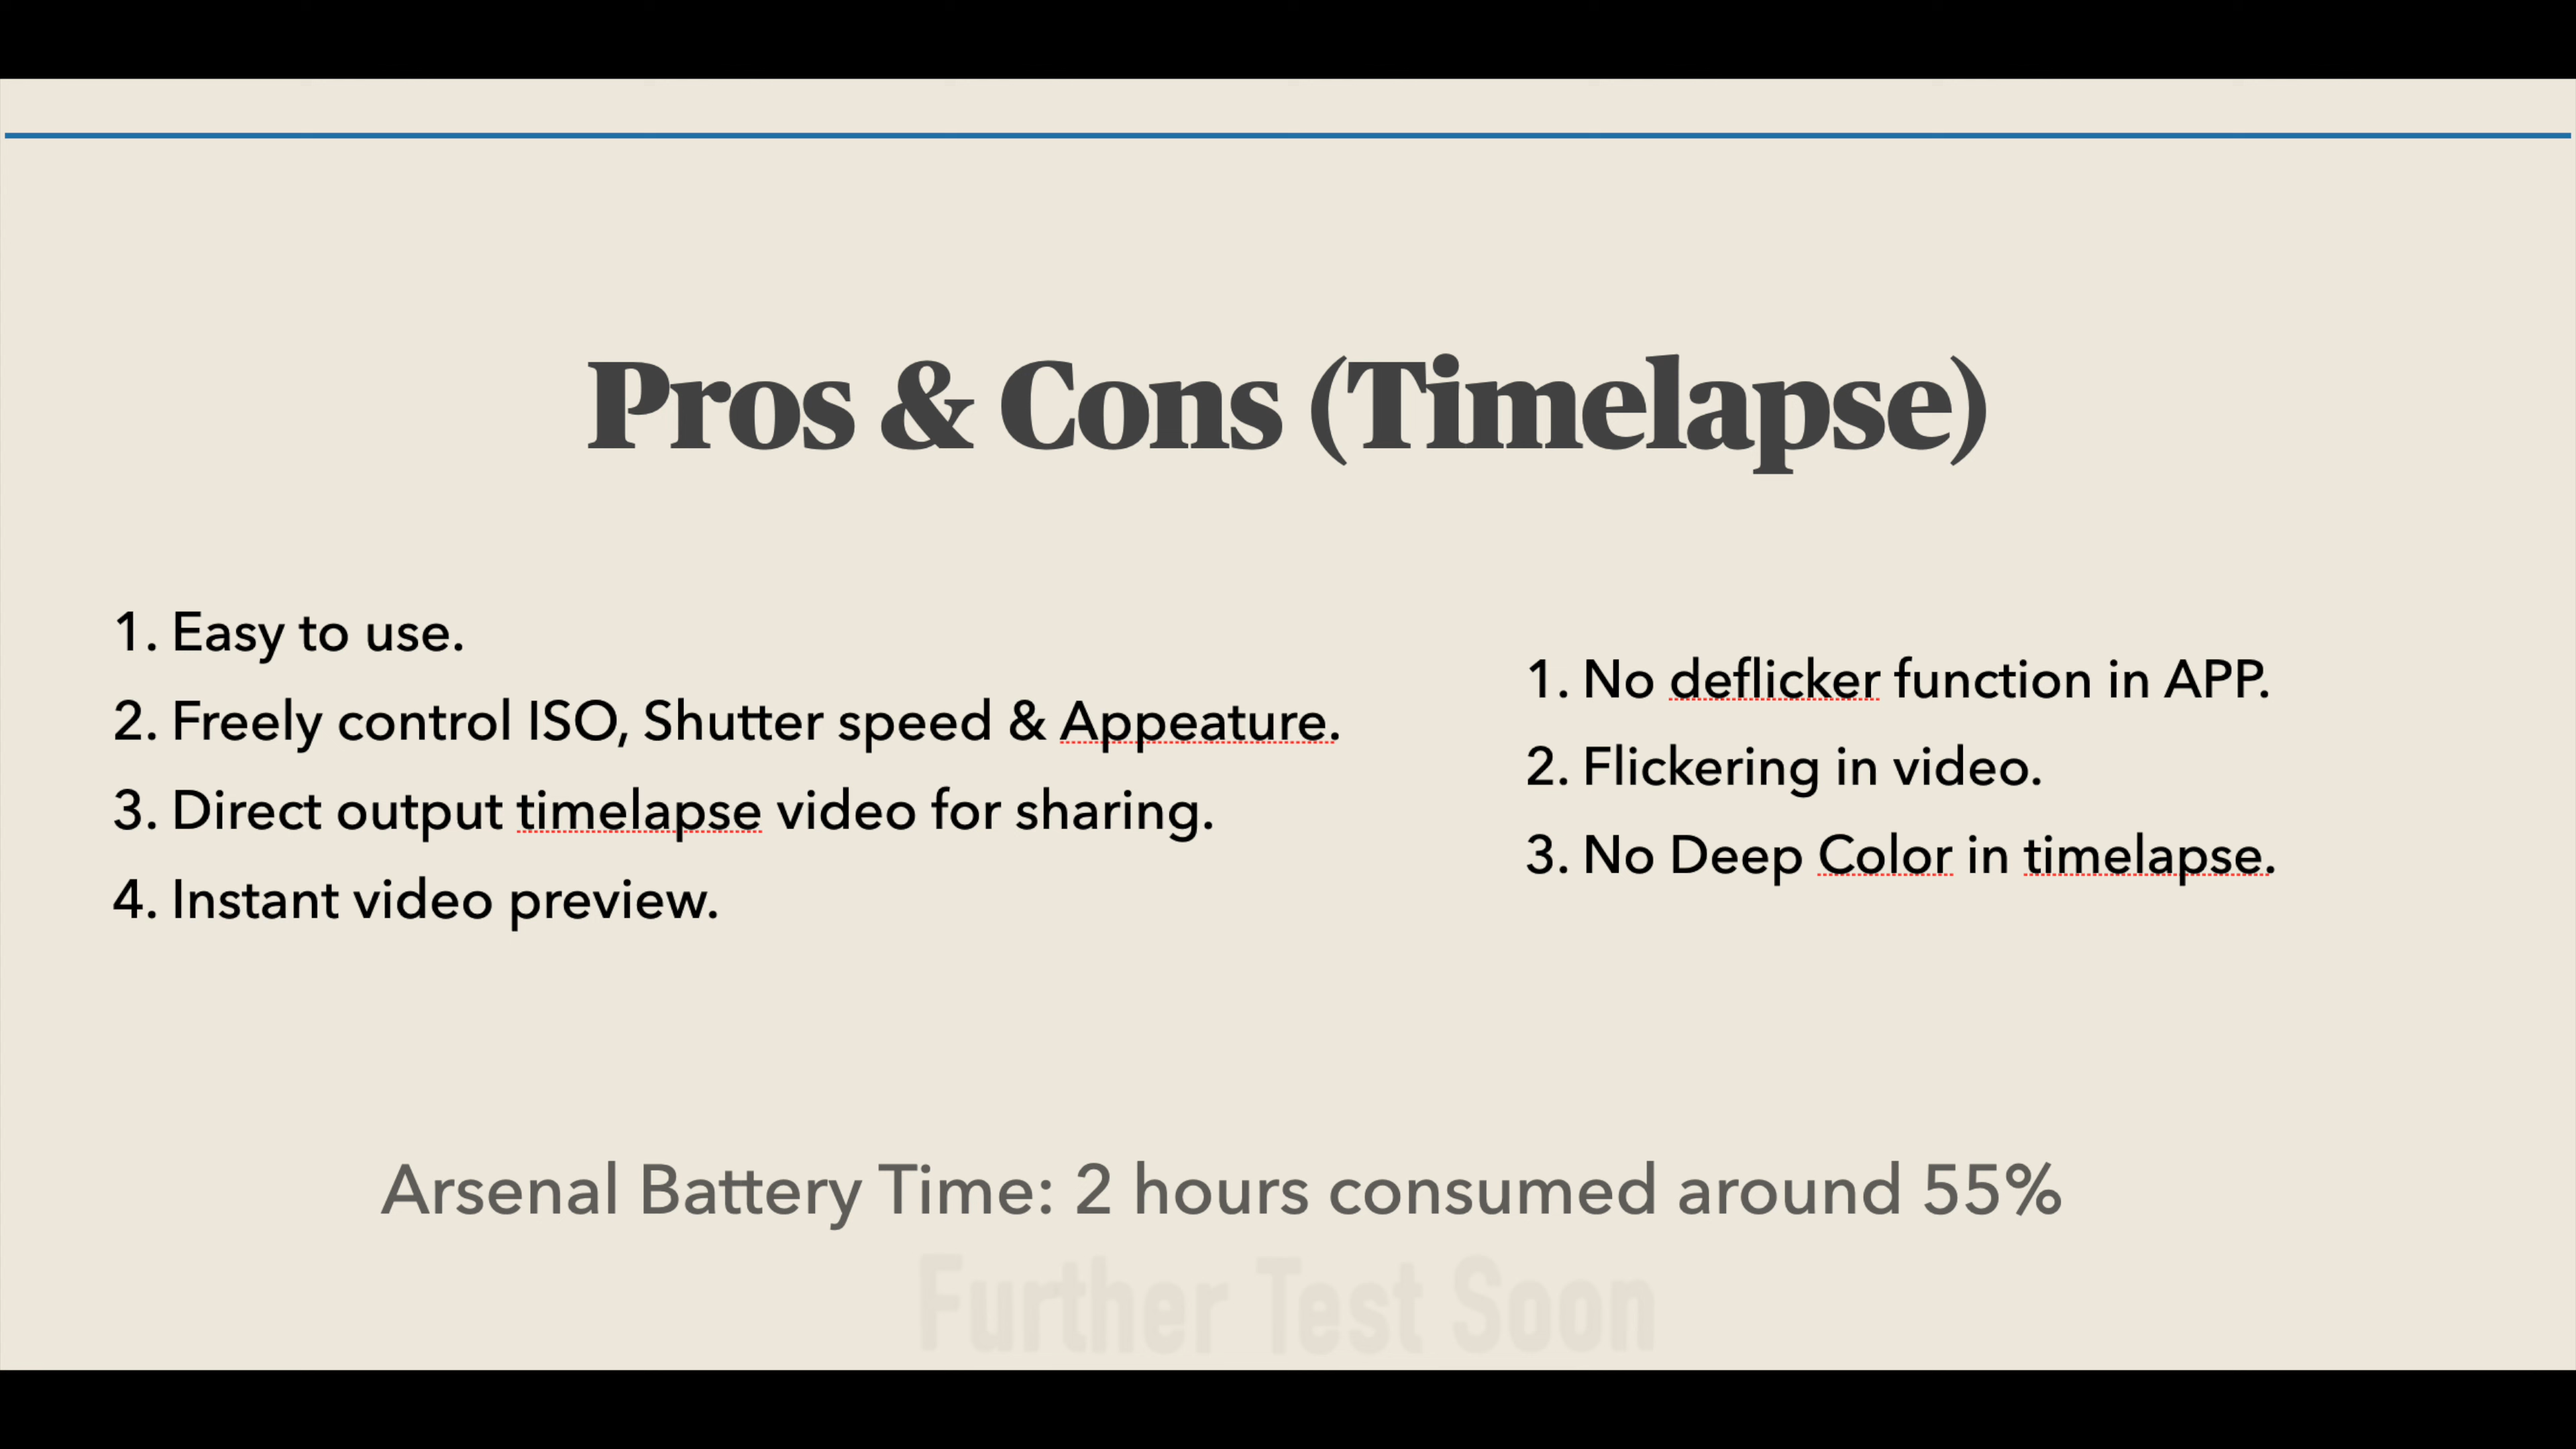 Pros & Cons (Timelapse)
1. Easy to use.
2. Freely control ISO, Shutter speed & Appeature.
3. Direct output timelapse video for sharing.
4. Instant video preview.
1. No deflicker function in APP.
2. Flickering in video.
3. No Deep Color in timelapse.
Arsenal Battery Time: 2 hours consumed around 55%
Further Test Soon